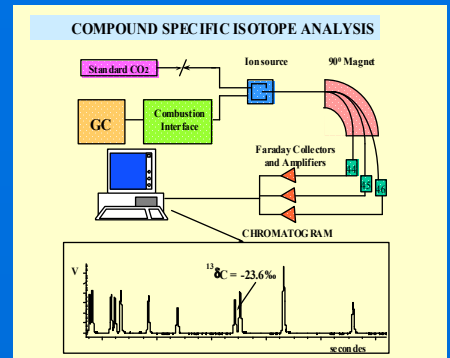 COMPOUND SPECIFIC ISOTOPE ANALYSIS
Standard CO2
Ion source
90⁰ Magnet
GC
Combustion
Interface
Faraday Collectors
and Amplifiers
44
45
46
CHROMATOGRAM
V
¹³δC = -23.6‰
secondes